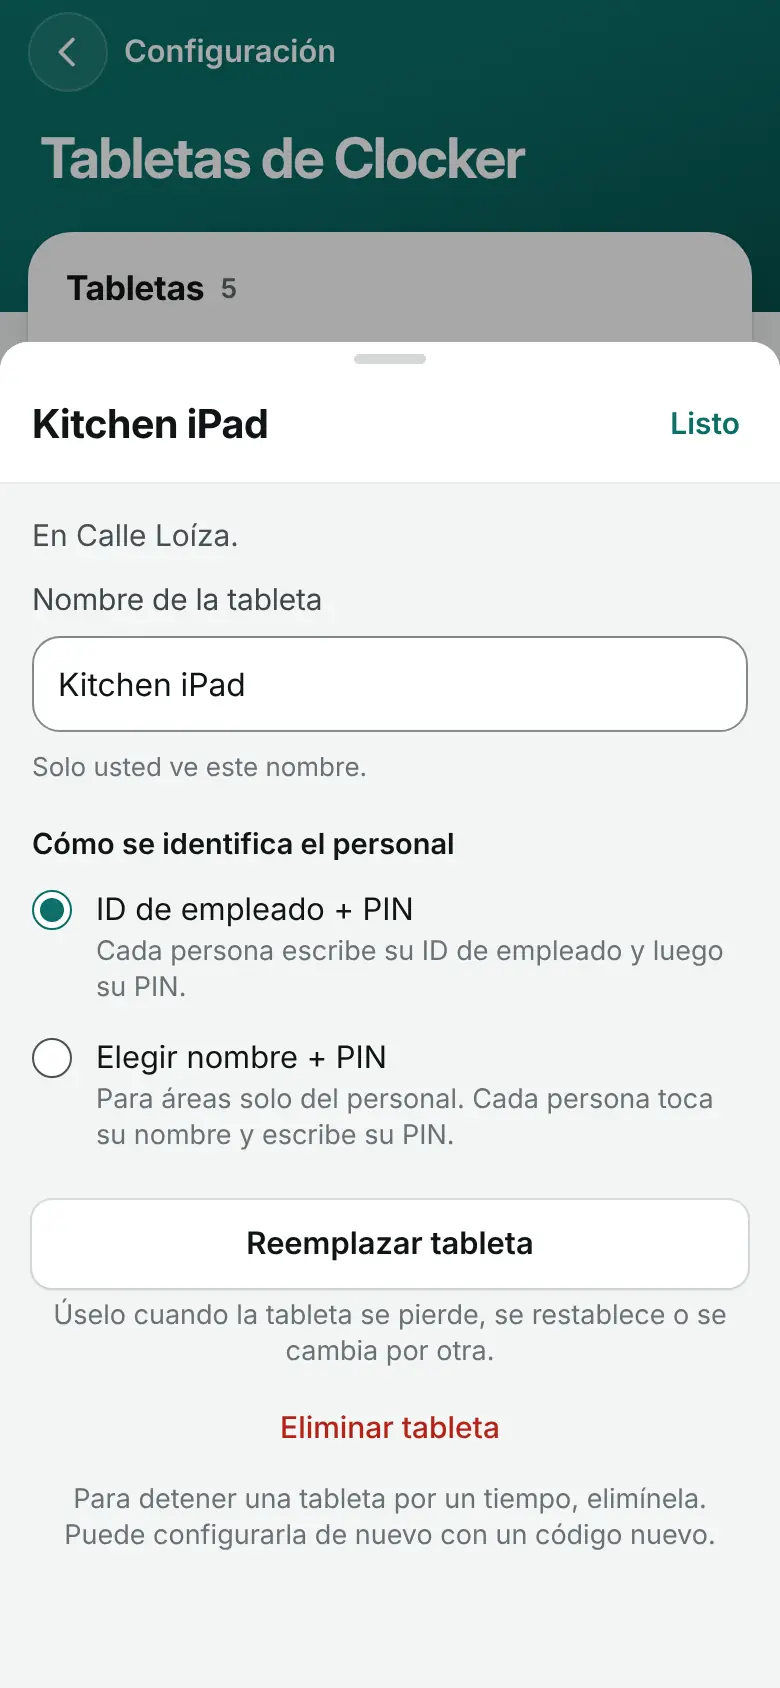 Configuración
Tabletas de Clocker
Tabletas 5
Kitchen iPad
Listo
En Calle Loíza.
Nombre de la tableta
Kitchen iPad
Solo usted ve este nombre.
Cómo se identifica el personal
ID de empleado + PIN
Cada persona escribe su ID de empleado y luego
su PIN.
Elegir nombre + PIN
Para áreas solo del personal. Cada persona toca
su nombre y escribe su PIN.
Reemplazar tableta
Úselo cuando la tableta se pierde, se restablece o se
cambia por otra.
Eliminar tableta
Para detener una tableta por un tiempo, elimínela.
Puede configurarla de nuevo con un código nuevo.